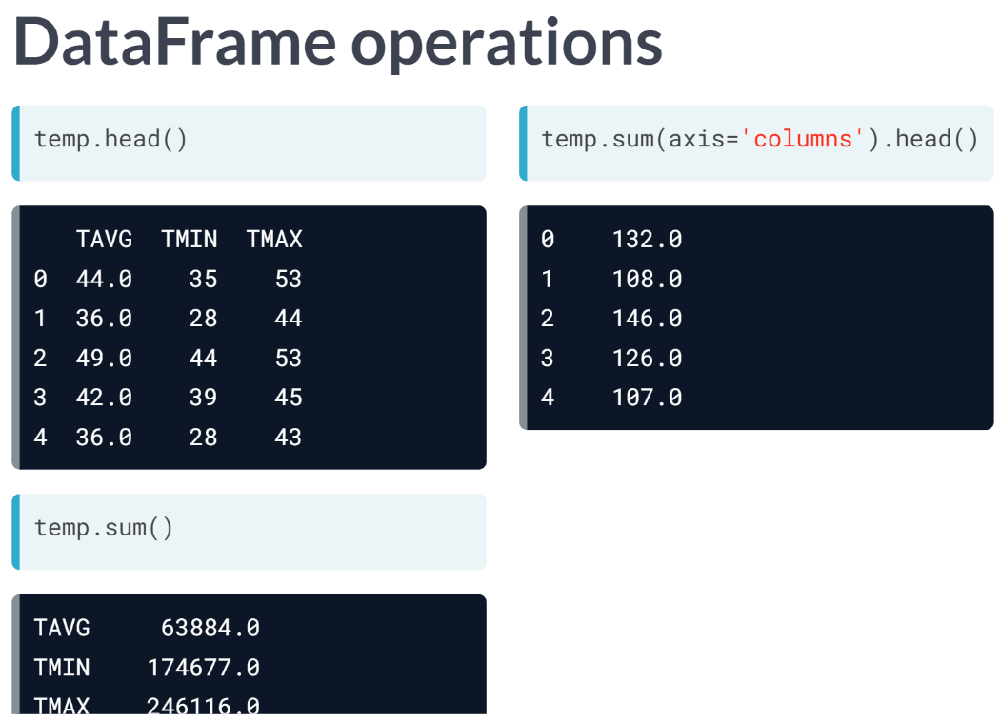 DataFrame operations
temp.head()
   TAVG  TMIN  TMAX
0  44.0    35    53
1  36.0    28    44
2  49.0    44    53
3  42.0    39    45
4  36.0    28    43
temp.sum()
TAVG     63884.0
TMIN    174677.0
TMAX    246116.0
temp.sum(axis='columns').head()
0    132.0
1    108.0
2    146.0
3    126.0
4    107.0